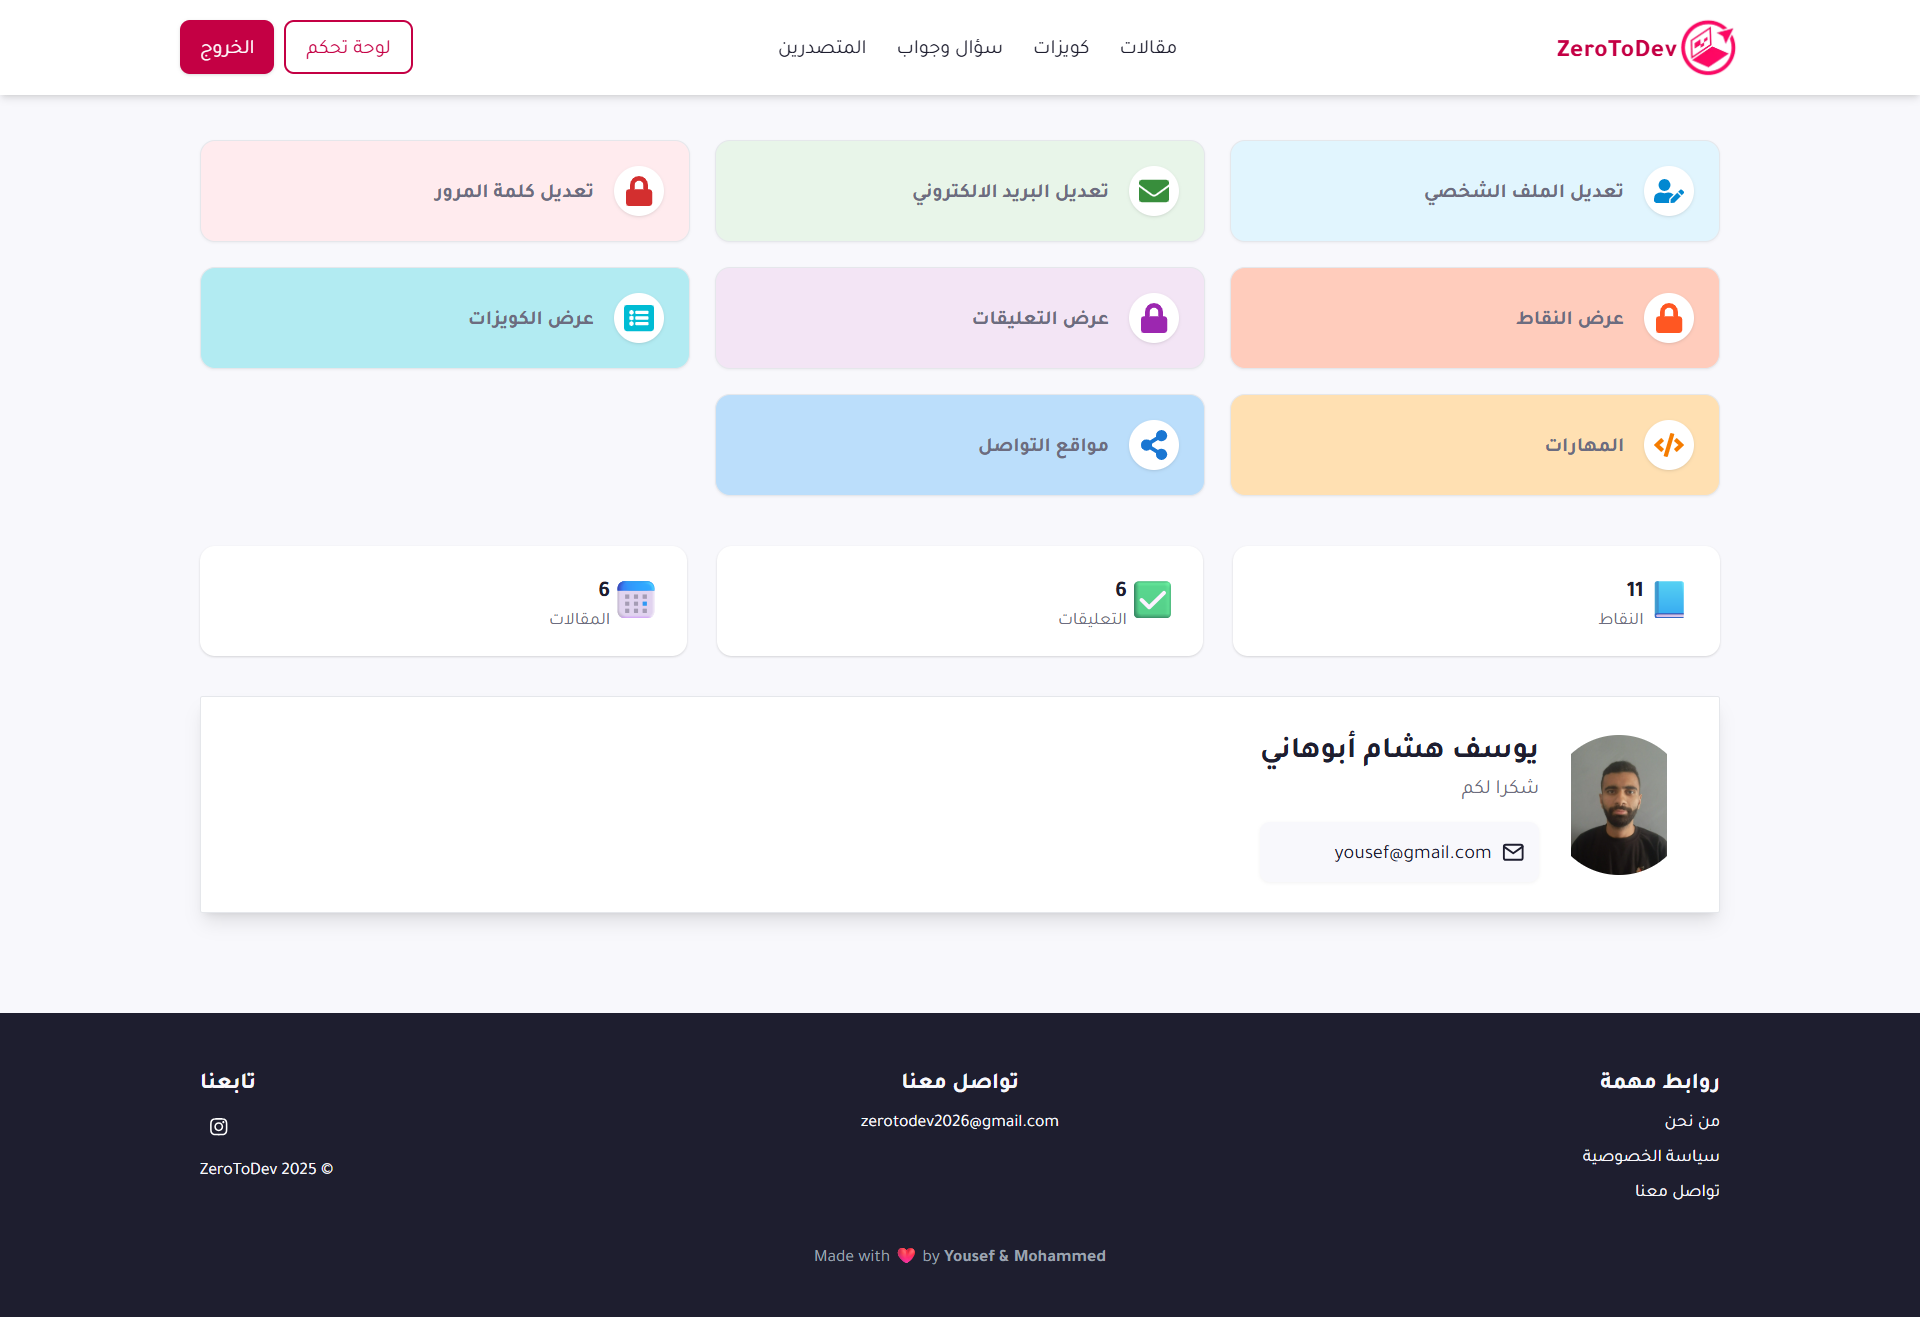 ZeroToDev
مقالات
كويزات
سؤال وجواب
المتصدرين
لوحة تحكم
الخروج
تعديل الملف الشخصي
تعديل البريد الالكتروني
تعديل كلمة المرور
عرض النقاط
عرض التعليقات
عرض الكويزات
المهارات
مواقع التواصل
11
النقاط
6
التعليقات
6
المقالات
يوسف هشام أبوهاني
شكرا لكم
yousef@gmail.com
روابط مهمة
من نحن
سياسة الخصوصية
تواصل معنا
تواصل معنا
zerotodev2026@gmail.com
تابعنا
ZeroToDev 2025 ©
Made with ❤️ by Yousef & Mohammed